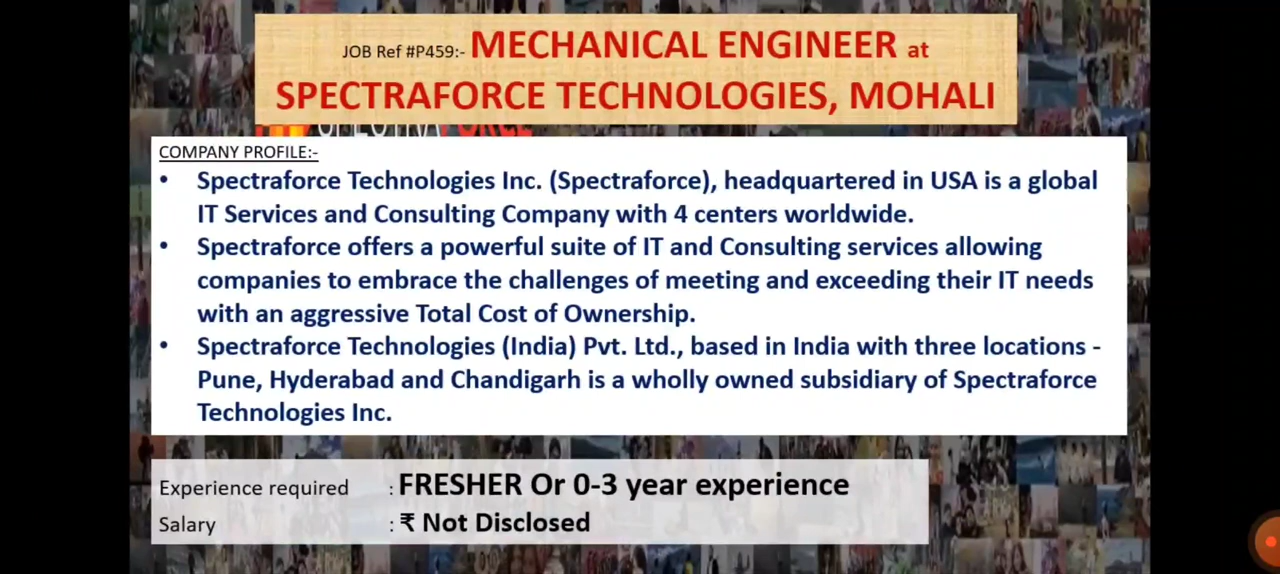 JOB Ref #P459:- MECHANICAL ENGINEER at
SPECTRAFORCE TECHNOLOGIES, MOHALI
COMPANY PROFILE:-
• Spectraforce Technologies Inc. (Spectraforce), headquartered in USA is a global
IT Services and Consulting Company with 4 centers worldwide.
• Spectraforce offers a powerful suite of IT and Consulting services allowing
companies to embrace the challenges of meeting and exceeding their IT needs
with an aggressive Total Cost of Ownership.
• Spectraforce Technologies (India) Pvt. Ltd., based in India with three locations -
Pune, Hyderabad and Chandigarh is a wholly owned subsidiary of Spectraforce
Technologies Inc.
Experience required : FRESHER Or 0-3 year experience
Salary : ₹ Not Disclosed